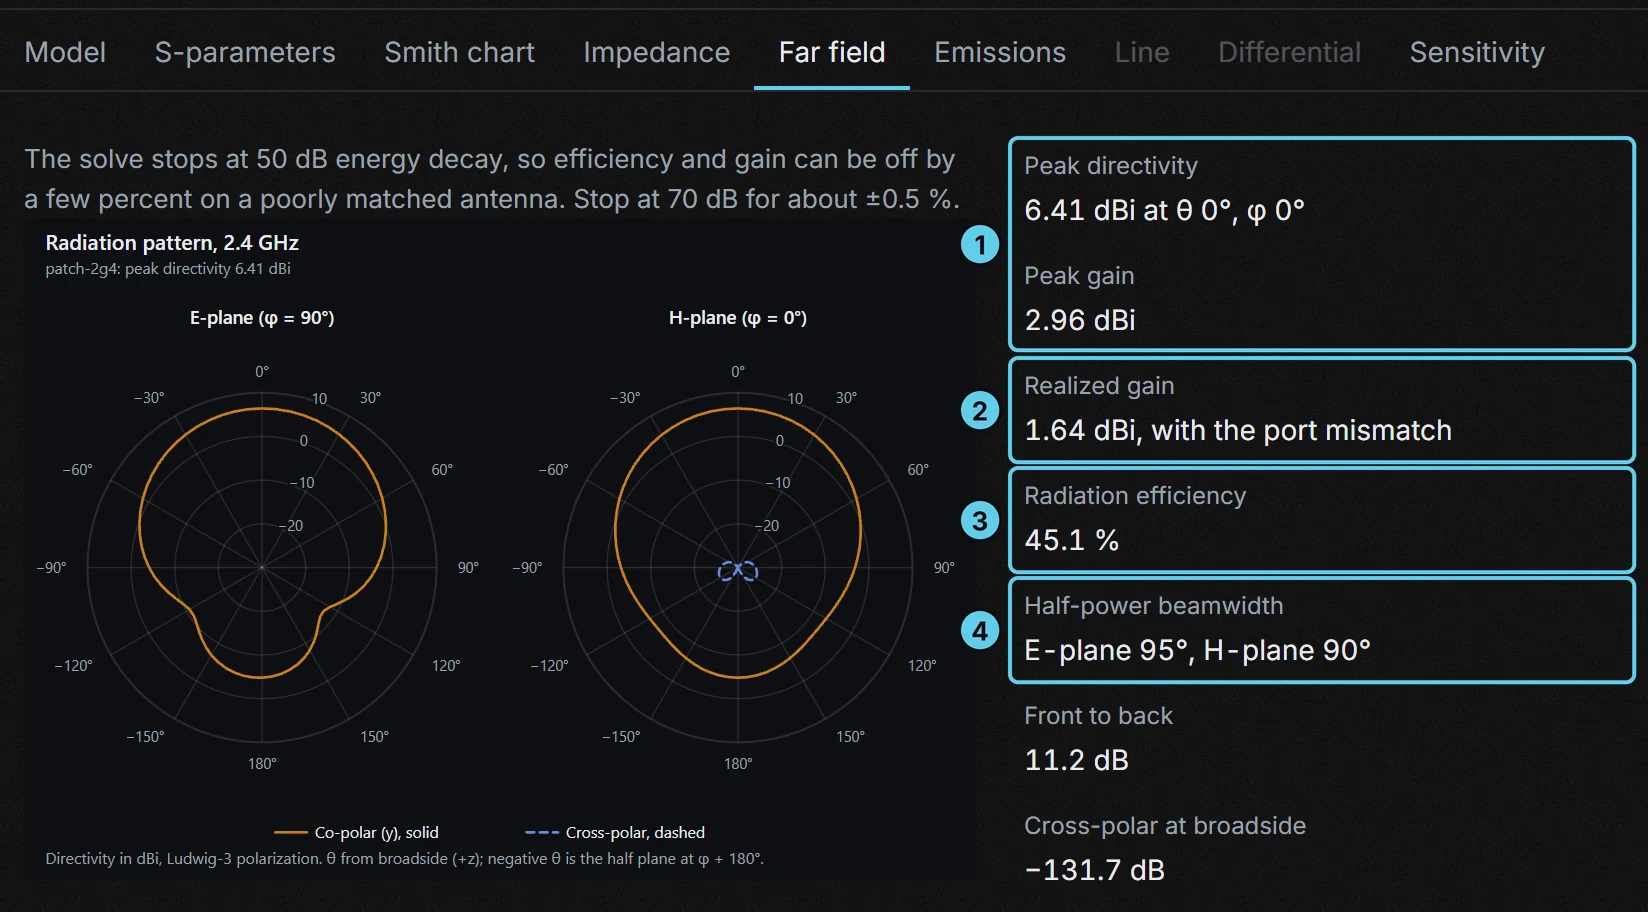 Model S-parameters Smith chart Impedance Far field Emissions Line Differential Sensitivity
The solve stops at 50 dB energy decay, so efficiency and gain can be off by
a few percent on a poorly matched antenna. Stop at 70 dB for about ±0.5 %.
Radiation pattern, 2.4 GHz
patch-2g4: peak directivity 6.41 dBi
E-plane (φ = 90°)
0°
−30° 10 30°
0
−60° 60°
−10
−20
−90° 90°
−120° 120°
−150° 150°
180°
H-plane (φ = 0°)
0°
−30° 10 30°
0
−60° 60°
−10
−20
−90° 90°
−120° 120°
−150° 150°
180°
Co-polar (y), solid Cross-polar, dashed
Directivity in dBi, Ludwig-3 polarization. θ from broadside (+z); negative θ is the half plane at φ + 180°.
1
Peak directivity
6.41 dBi at θ 0°, φ 0°
Peak gain
2.96 dBi
2
Realized gain
1.64 dBi, with the port mismatch
3
Radiation efficiency
45.1 %
4
Half-power beamwidth
E-plane 95°, H-plane 90°
Front to back
11.2 dB
Cross-polar at broadside
−131.7 dB